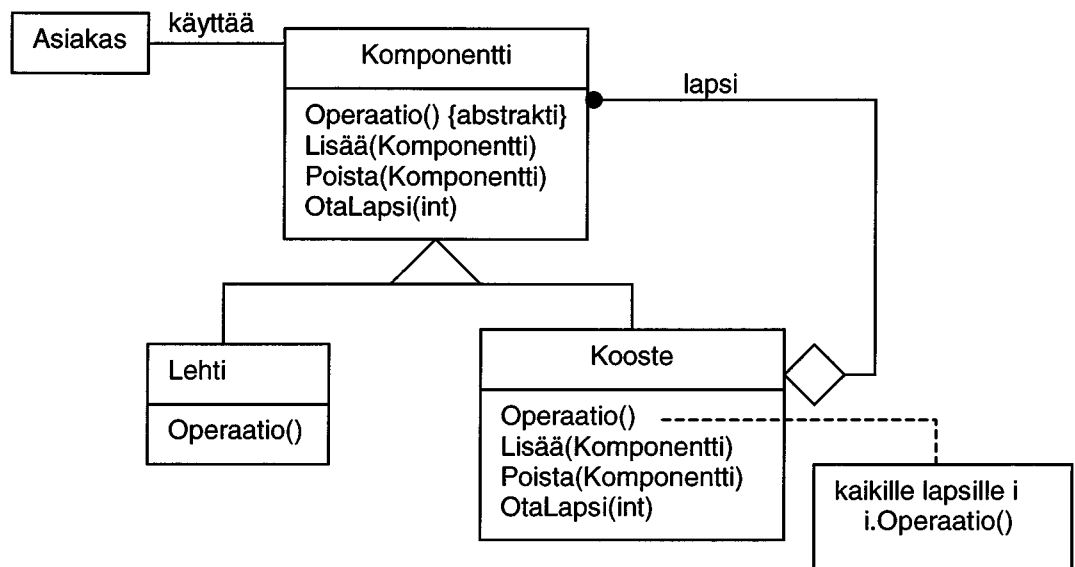 Asiakas
käyttää
Komponentti
Operaatio() {abstrakti}
Lisää(Komponentti)
Poista(Komponentti)
OtaLapsi(int)
lapsi
Lehti
Operaatio()
Kooste
Operaatio()
Lisää(Komponentti)
Poista(Komponentti)
OtaLapsi(int)
kaikille lapsille i
i.Operaatio()